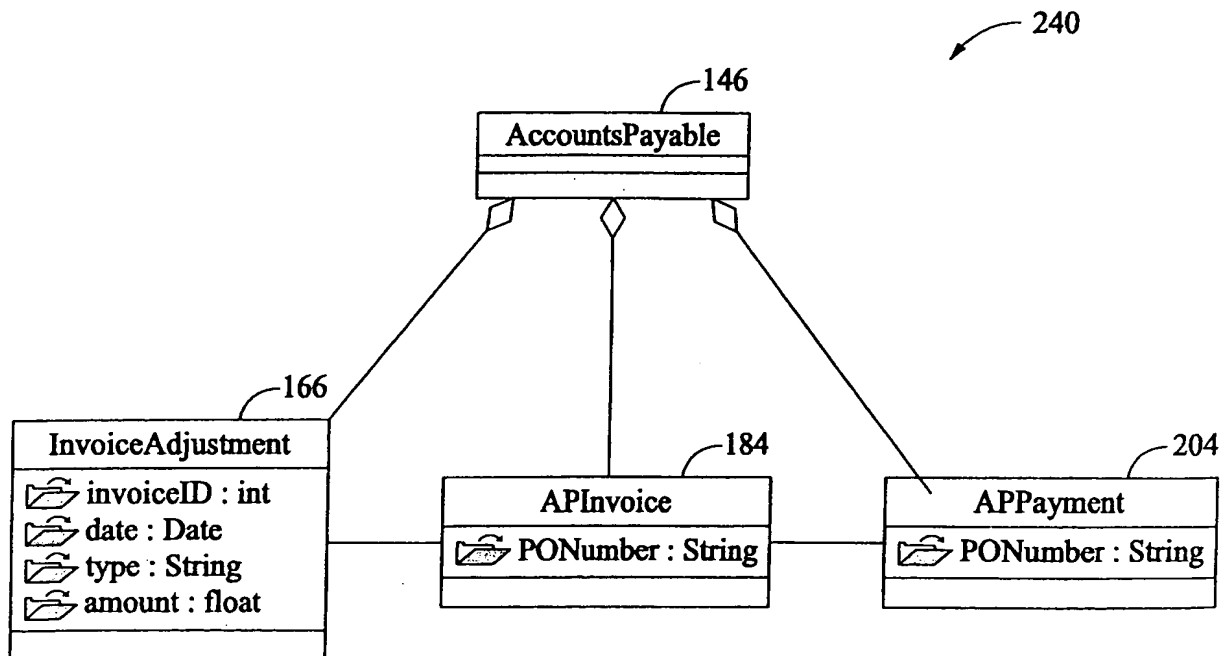 240
146
AccountsPayable
166
InvoiceAdjustment
invoiceID : int
date : Date
type : String
amount : float
184
APInvoice
PONumber : String
204
APPayment
PONumber : String